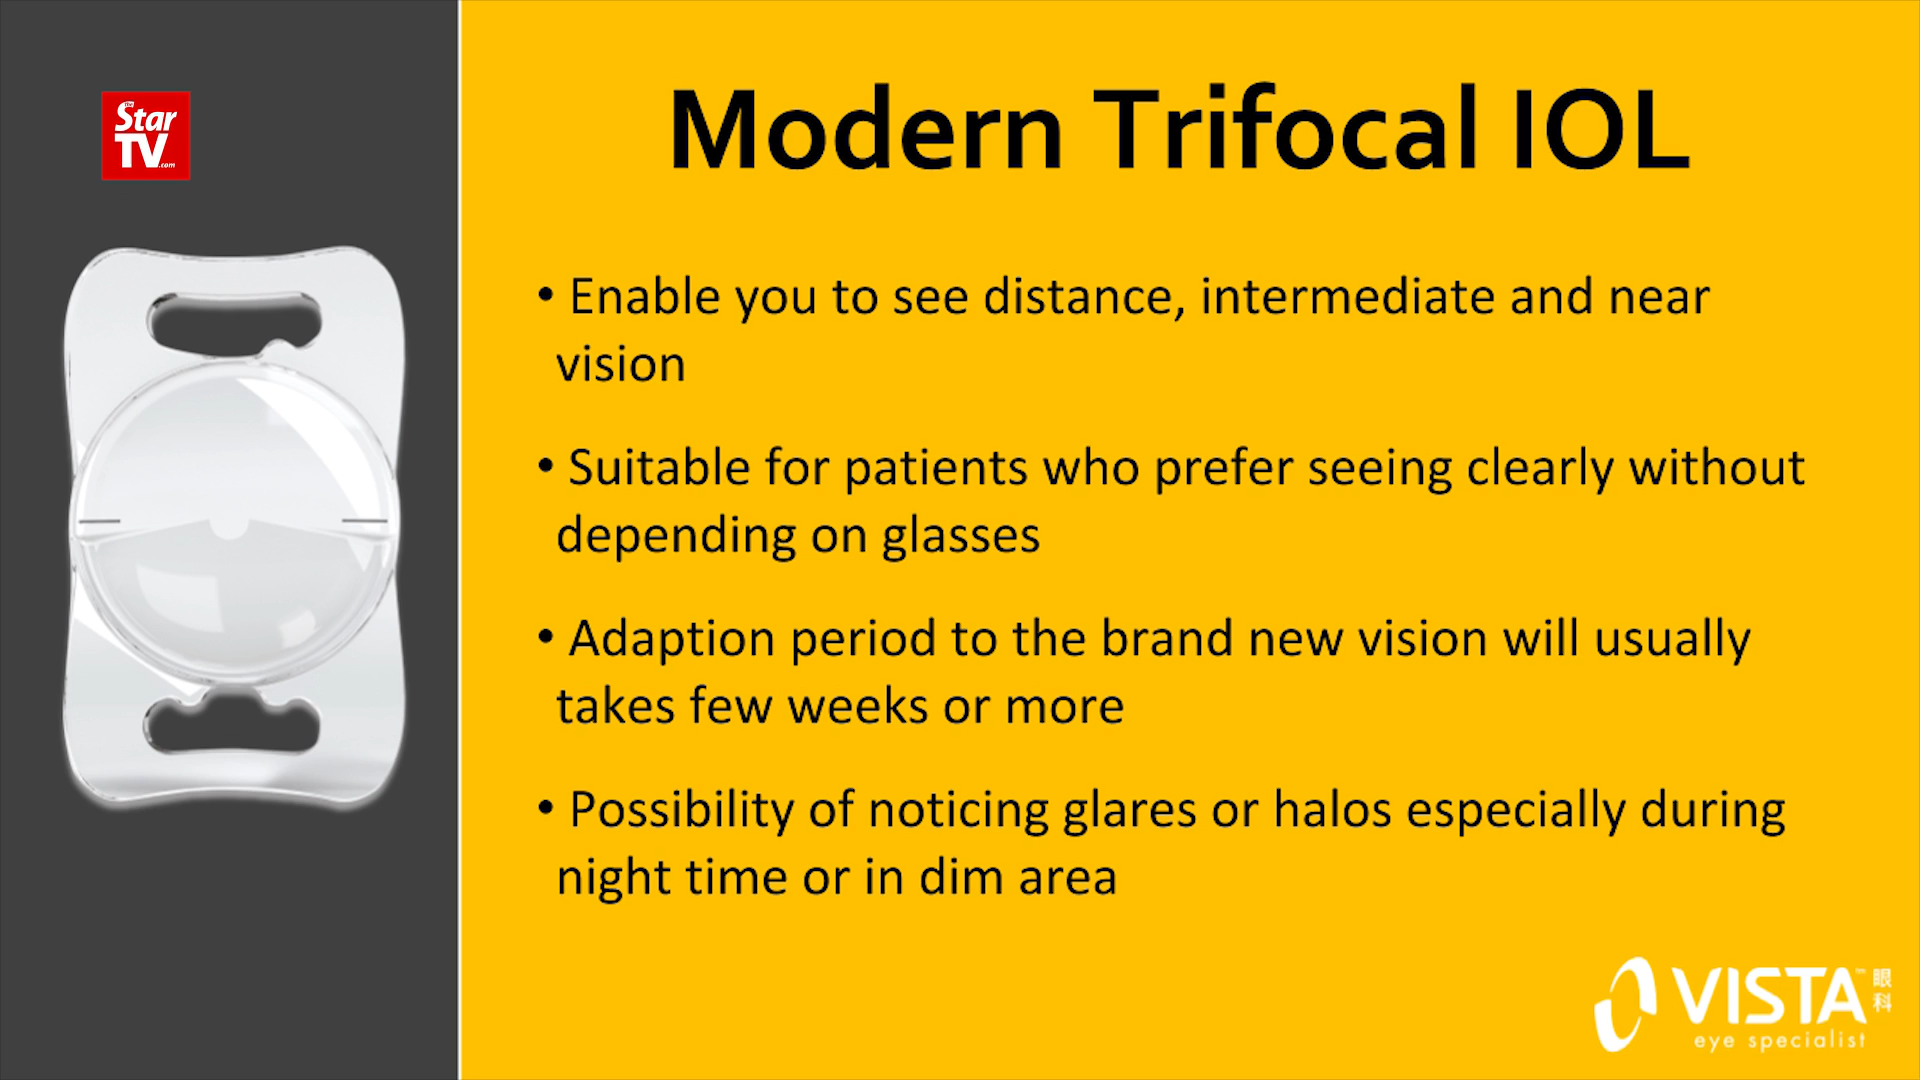 The
Star
TV.com
Modern Trifocal IOL
• Enable you to see distance, intermediate and near
vision
• Suitable for patients who prefer seeing clearly without
depending on glasses
• Adaption period to the brand new vision will usually
takes few weeks or more
• Possibility of noticing glares or halos especially during
night time or in dim area
VISTA™ 眼科
eye specialist